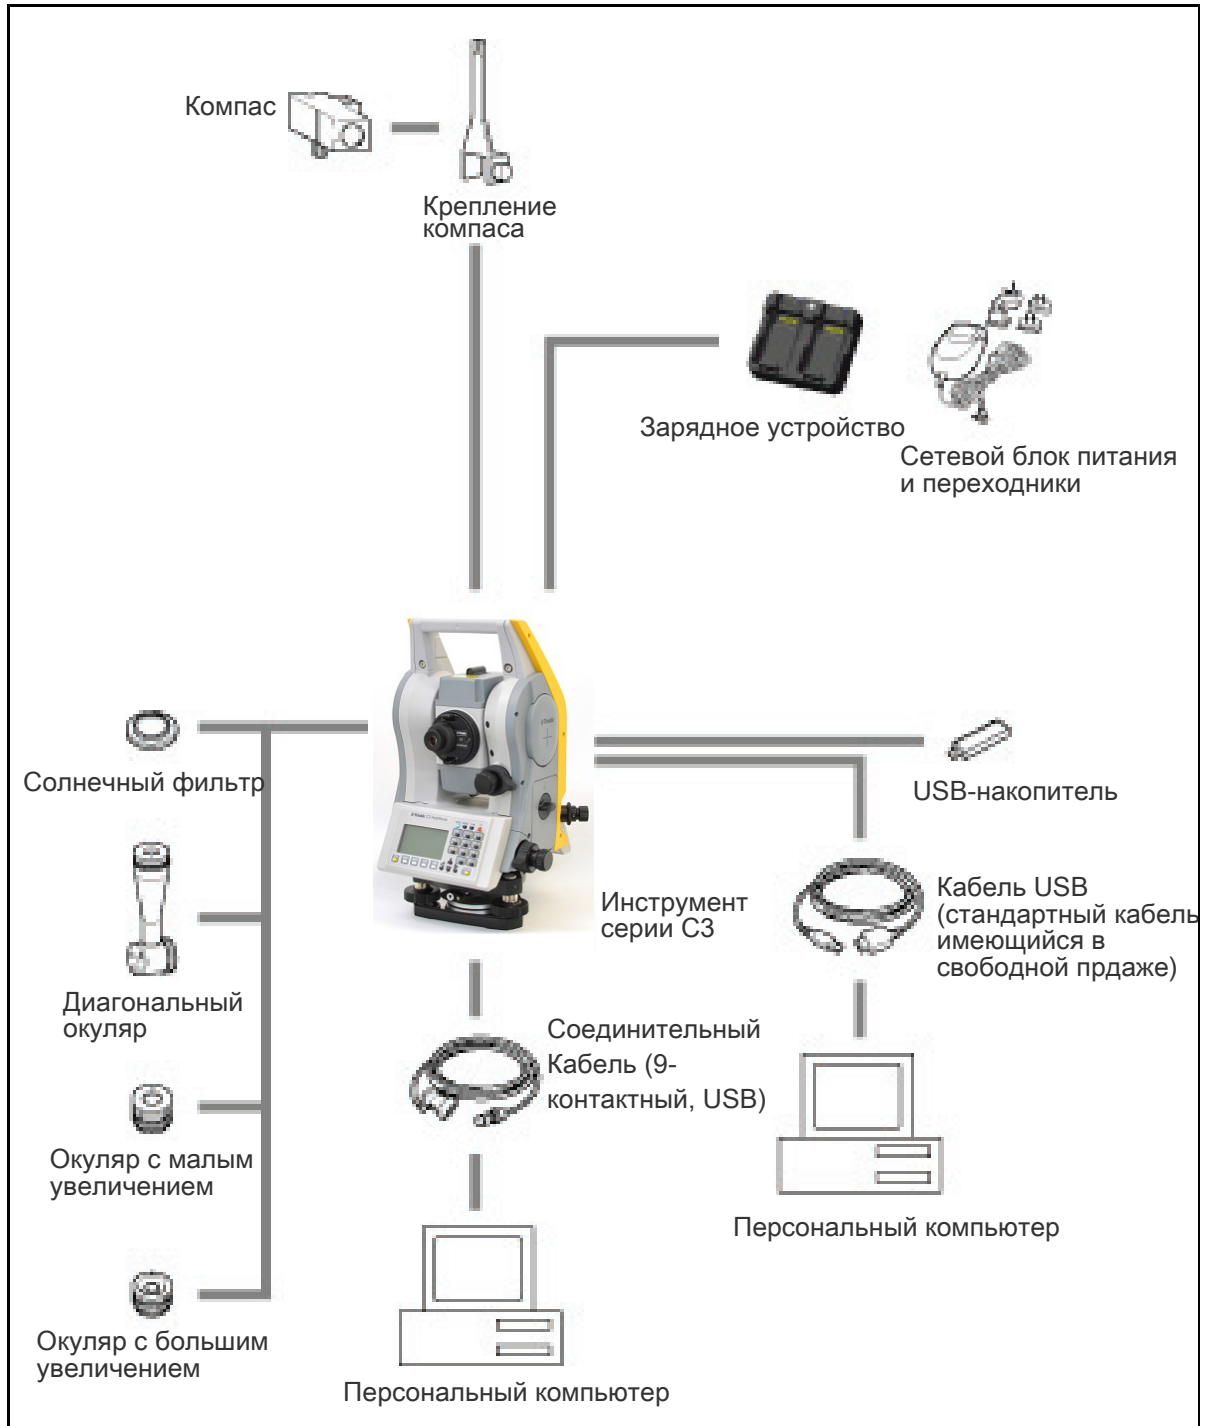 Компас
Крепление
компаса
Зарядное устройство
Сетевой блок питания
и переходники
Солнечный фильтр
USB-накопитель
Диагональный
окуляр
Инструмент
серии C3
Кабель USB
(стандартный кабель
имеющийся в
свободной прдаже)
Соединительный
Кабель (9-
контактный, USB)
Окуляр с малым
увеличением
Персональный компьютер
Окуляр с большим
увеличением
Персональный компьютер